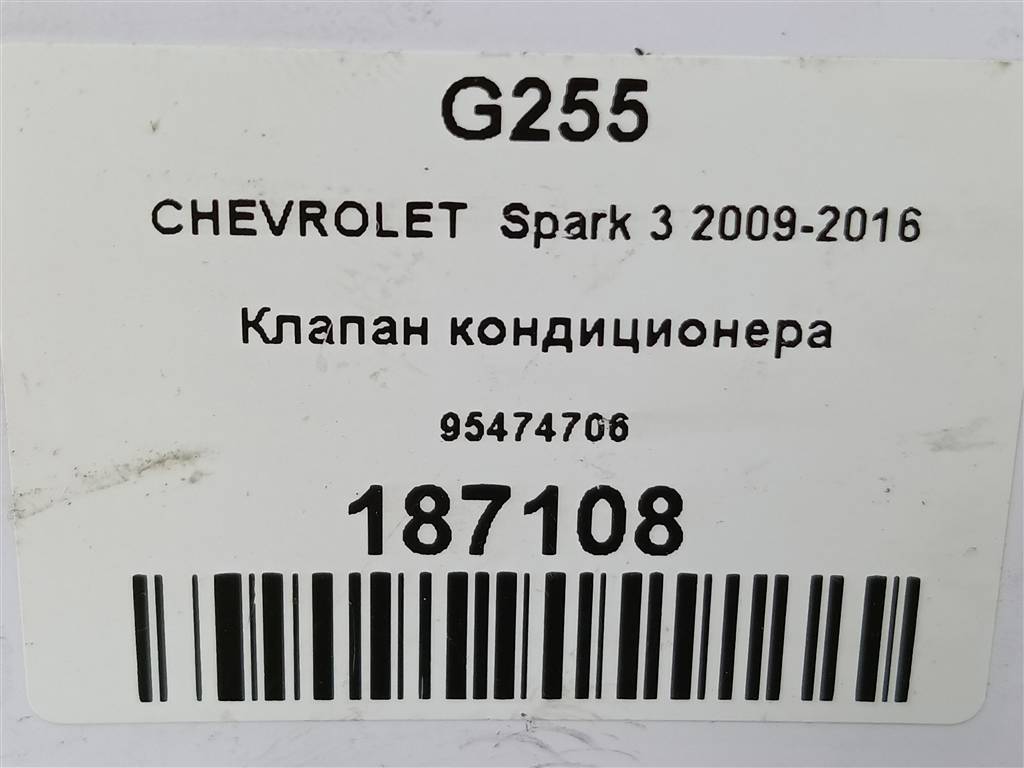 G255
CHEVROLET Spark 3 2009-2016
Клапан кондиционера
95474706
187108